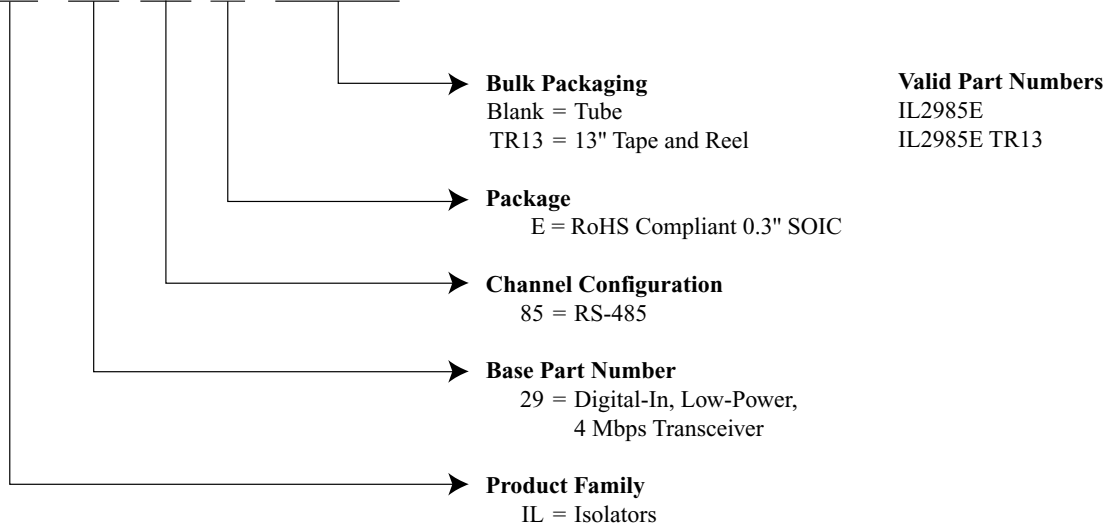 Bulk Packaging
Blank = Tube
TR13 = 13" Tape and Reel
Valid Part Numbers
IL2985E
IL2985E TR13
Package
E = RoHS Compliant 0.3" SOIC
Channel Configuration
85 = RS-485
Base Part Number
29 = Digital-In, Low-Power,
4 Mbps Transceiver
Product Family
IL = Isolators